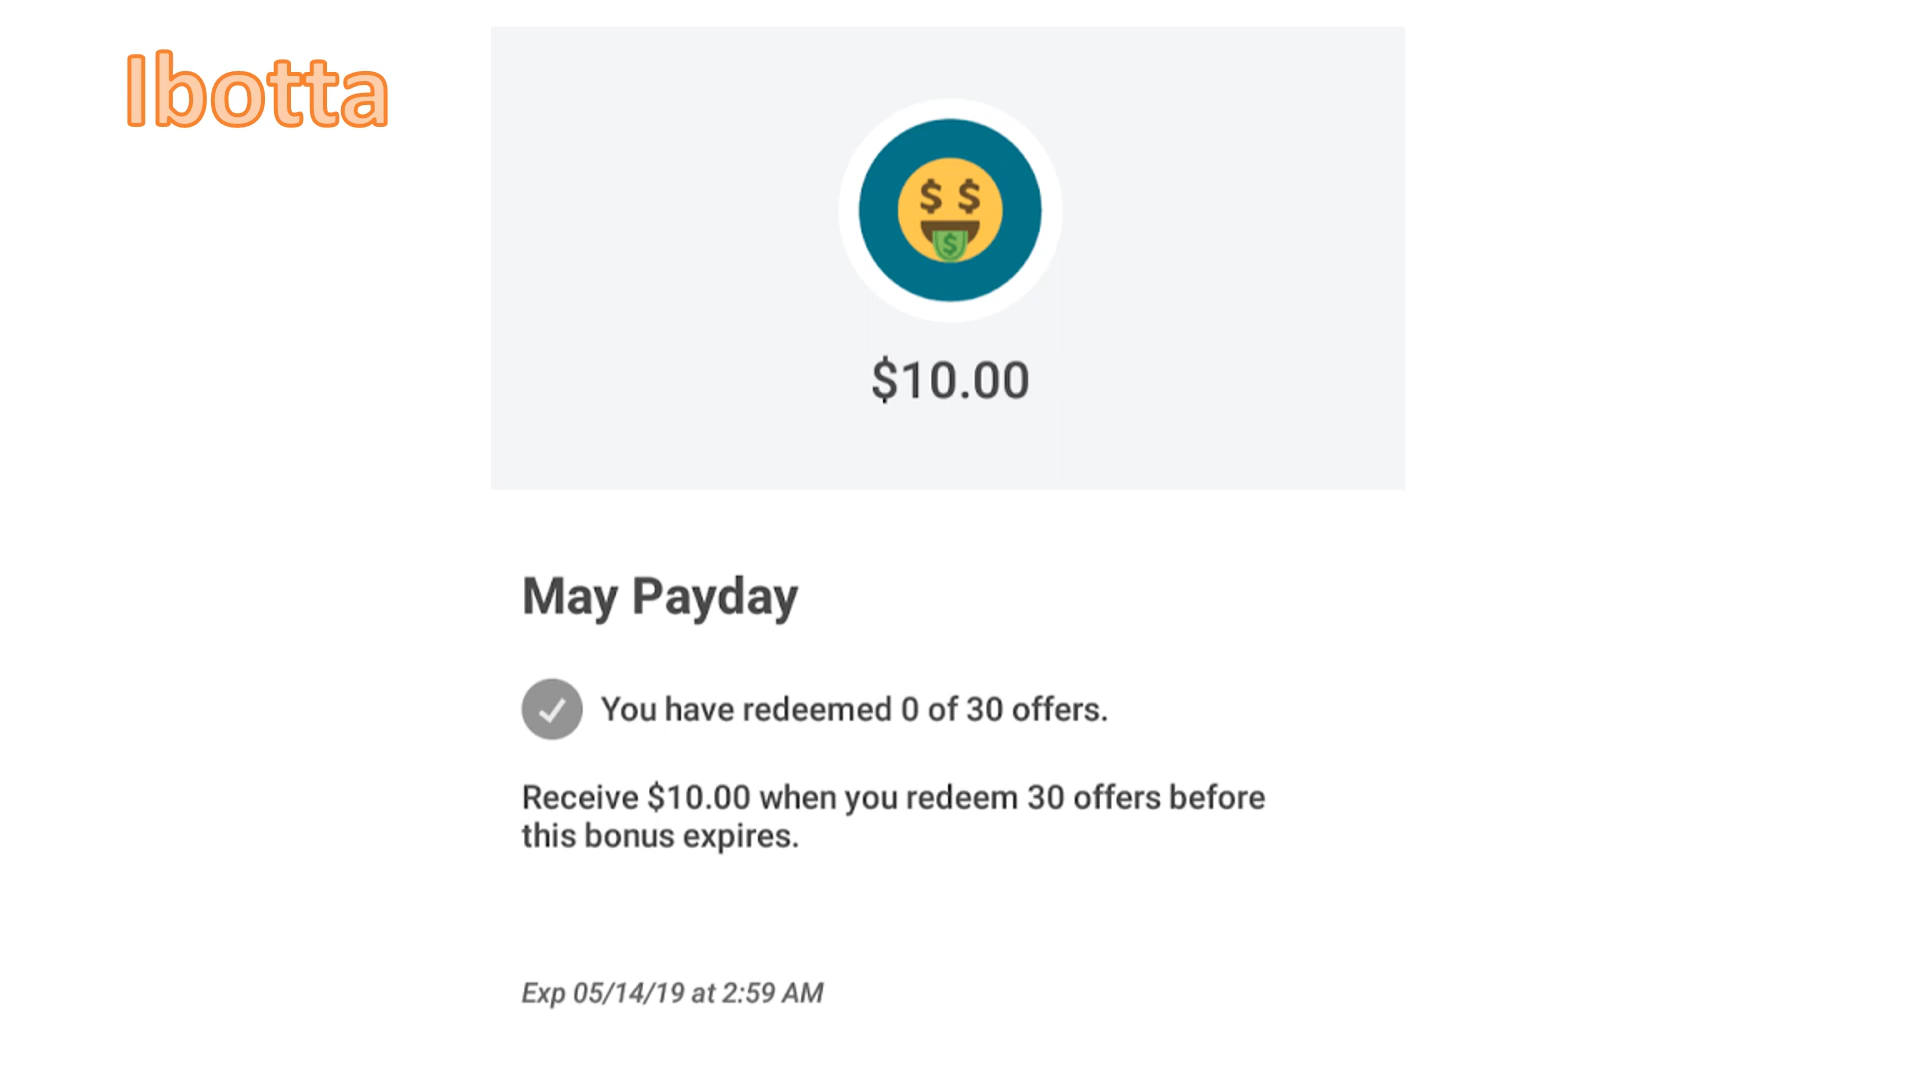 Ibotta
$ $
$
$10.00
May Payday
You have redeemed 0 of 30 offers.
Receive $10.00 when you redeem 30 offers before
this bonus expires.
Exp 05/14/19 at 2:59 AM